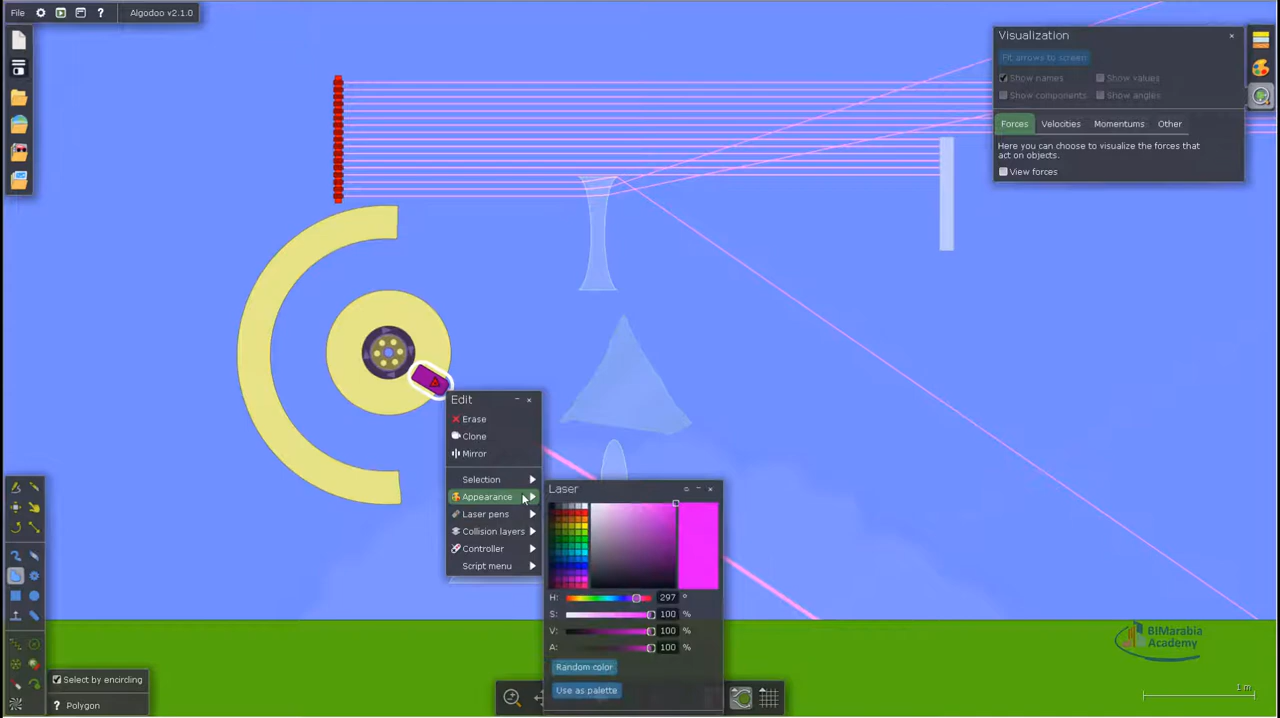 File
?
Algodoo v2.1.0
Visualization
Fit arrows to screen
Show names
Show values
Show components
Show angles
Forces
Velocities
Momentums
Other
Here you can choose to visualize the forces that
act on objects.
View forces
Edit
Erase
Clone
Mirror
Selection
Appearance
Laser pens
Collision layers
Controller
Script menu
Laser
H: 297 °
S: 100 %
V: 100 %
A: 100 %
Random color
Use as palette
Select by encircling
? Polygon
BIMarabia
Academy
1 m